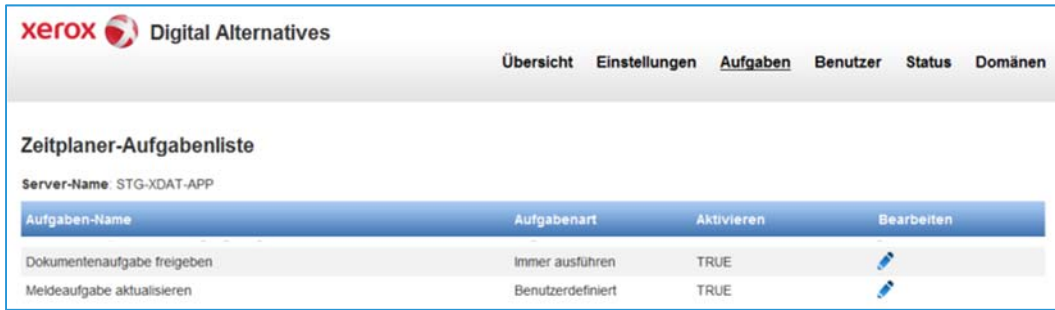 xerox Digital Alternatives
Übersicht Einstellungen Aufgaben Benutzer Status Domänen
Zeitplaner-Aufgabenliste
Server-Name: STG-XDAT-APP
Aufgaben-Name Aufgabenart Aktivieren Bearbeiten
Dokumentenaufgabe freigeben Immer ausführen TRUE
Meldeaufgabe aktualisieren Benutzerdefiniert TRUE